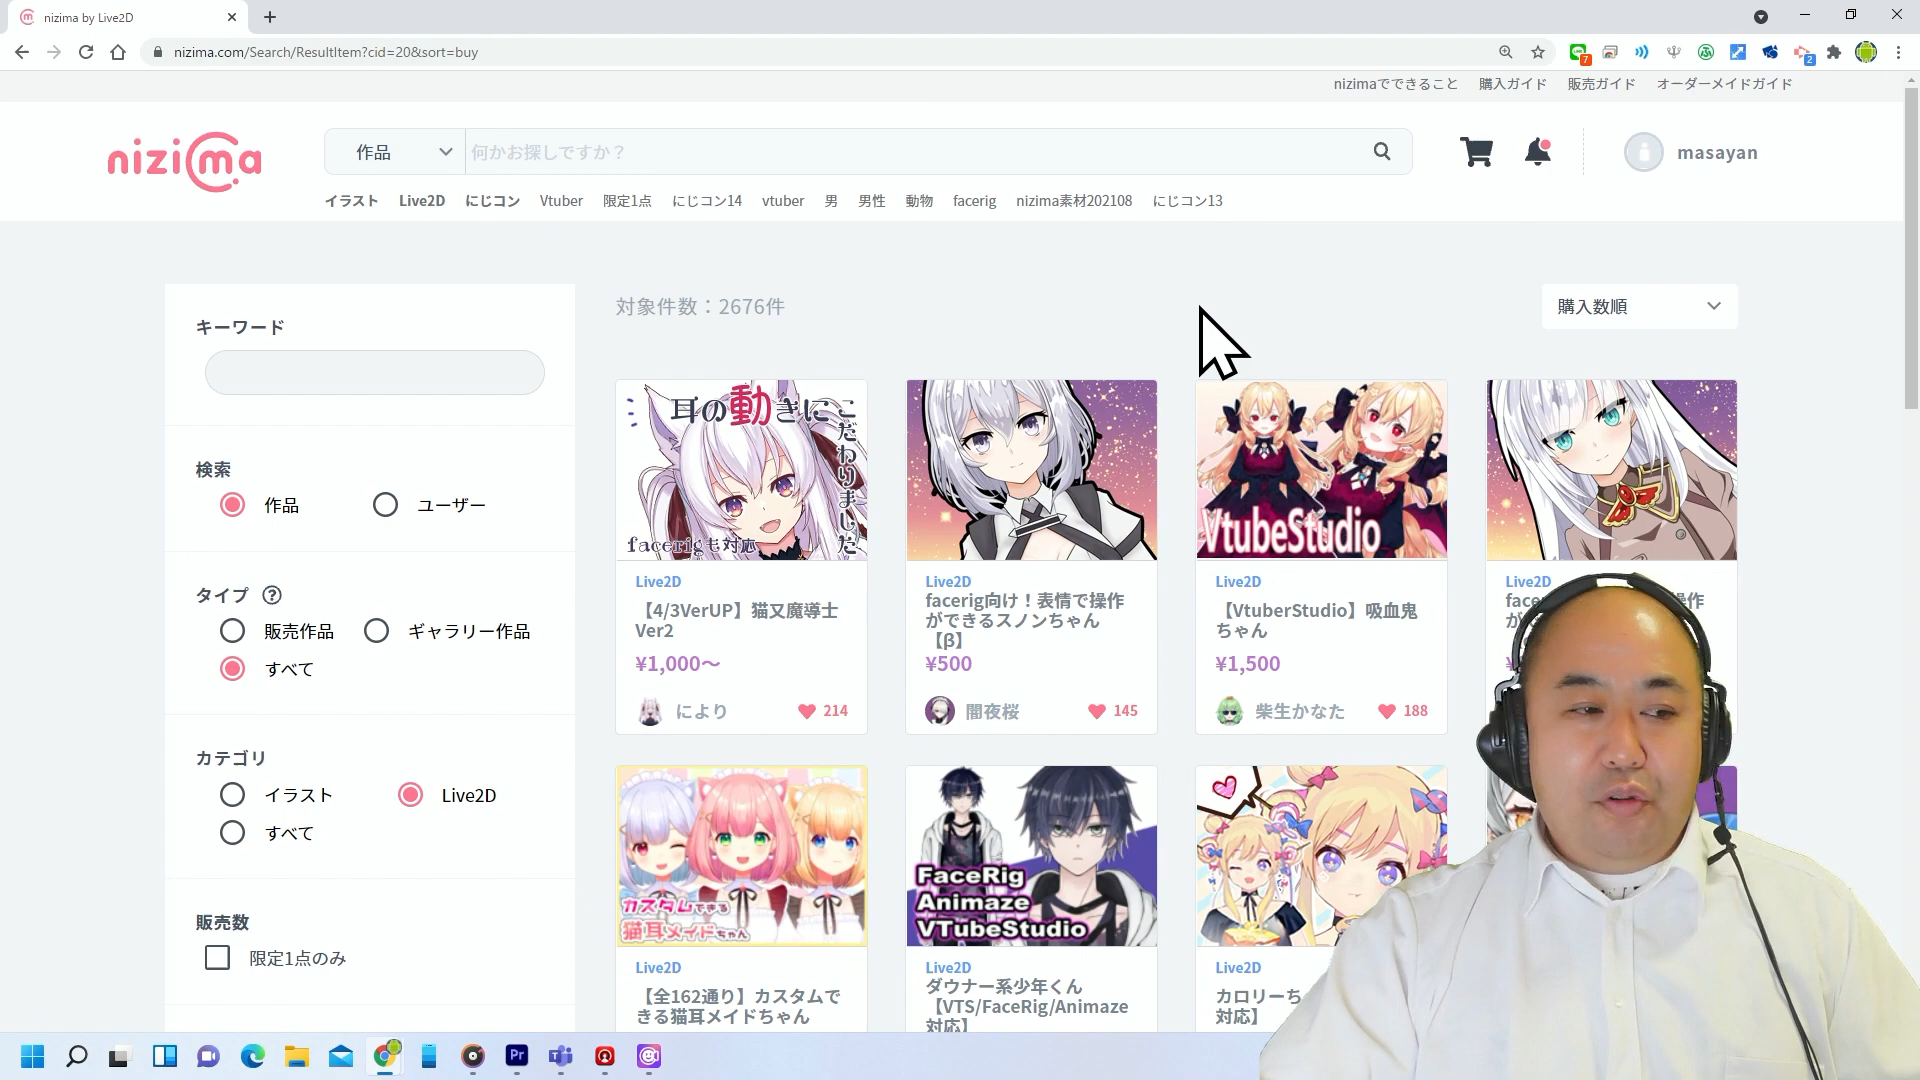 nizima by Live2D
nizima.com/Search/ResultItem?cid=20&sort=buy
7
2
nizimaでできること 購入ガイド 販売ガイド オーダーメイドガイド
nizima
作品
何かお探しですか？
masayan
イラスト Live2D にじコン Vtuber 限定1点 にじコン14 vtuber 男 男性 動物 facerig nizima素材202108 にじコン13
キーワード
検索
作品 ユーザー
タイプ ?
販売作品 ギャラリー作品
すべて
カテゴリ
イラスト Live2D
すべて
販売数
限定1点のみ
対象件数：2676件
購入数順
耳の動きに
こだわりました
facerigも対応
Live2D
【4/3VerUP】猫又魔導士
Ver2
¥1,000～
により
214
Live2D
facerig向け！表情で操作
ができるスノンちゃん
【β】
¥500
闇夜桜
145
VtubeStudio
Live2D
【VtuberStudio】吸血鬼
ちゃん
¥1,500
柴生かなた
188
Live2D
カスタムできる
猫耳メイドちゃん
Live2D
【全162通り】カスタムで
きる猫耳メイドちゃん
FaceRig
Animaze
VTubeStudio
Live2D
ダウナー系少年くん
【VTS/FaceRig/Animaze
対応】
Live2D
カロリーち
対応】
Pr